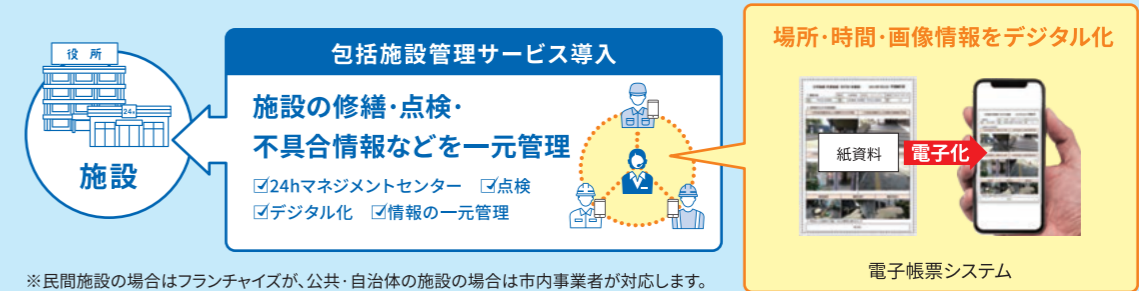 役所
24h
施設
包括施設管理サービス導入
施設の修繕・点検・
不具合情報などを一元管理
☑24hマネジメントセンター ☑点検
☑デジタル化 ☑情報の一元管理
場所・時間・画像情報をデジタル化
紙資料
電子化
電子帳票システム
※民間施設の場合はフランチャイズが、公共・自治体の施設の場合は市内事業者が対応します。